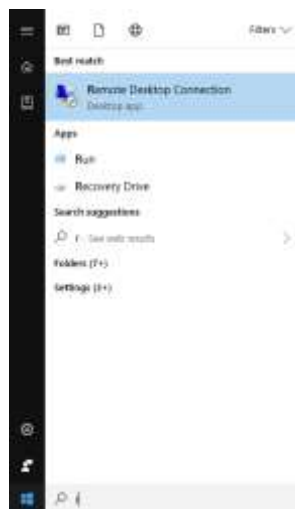 Filters
Best match
Remote Desktop Connection
Desktop app
Apps
Run
Recovery Drive
Search suggestions
r - See web results
Folders (7+)
Settings (3+)